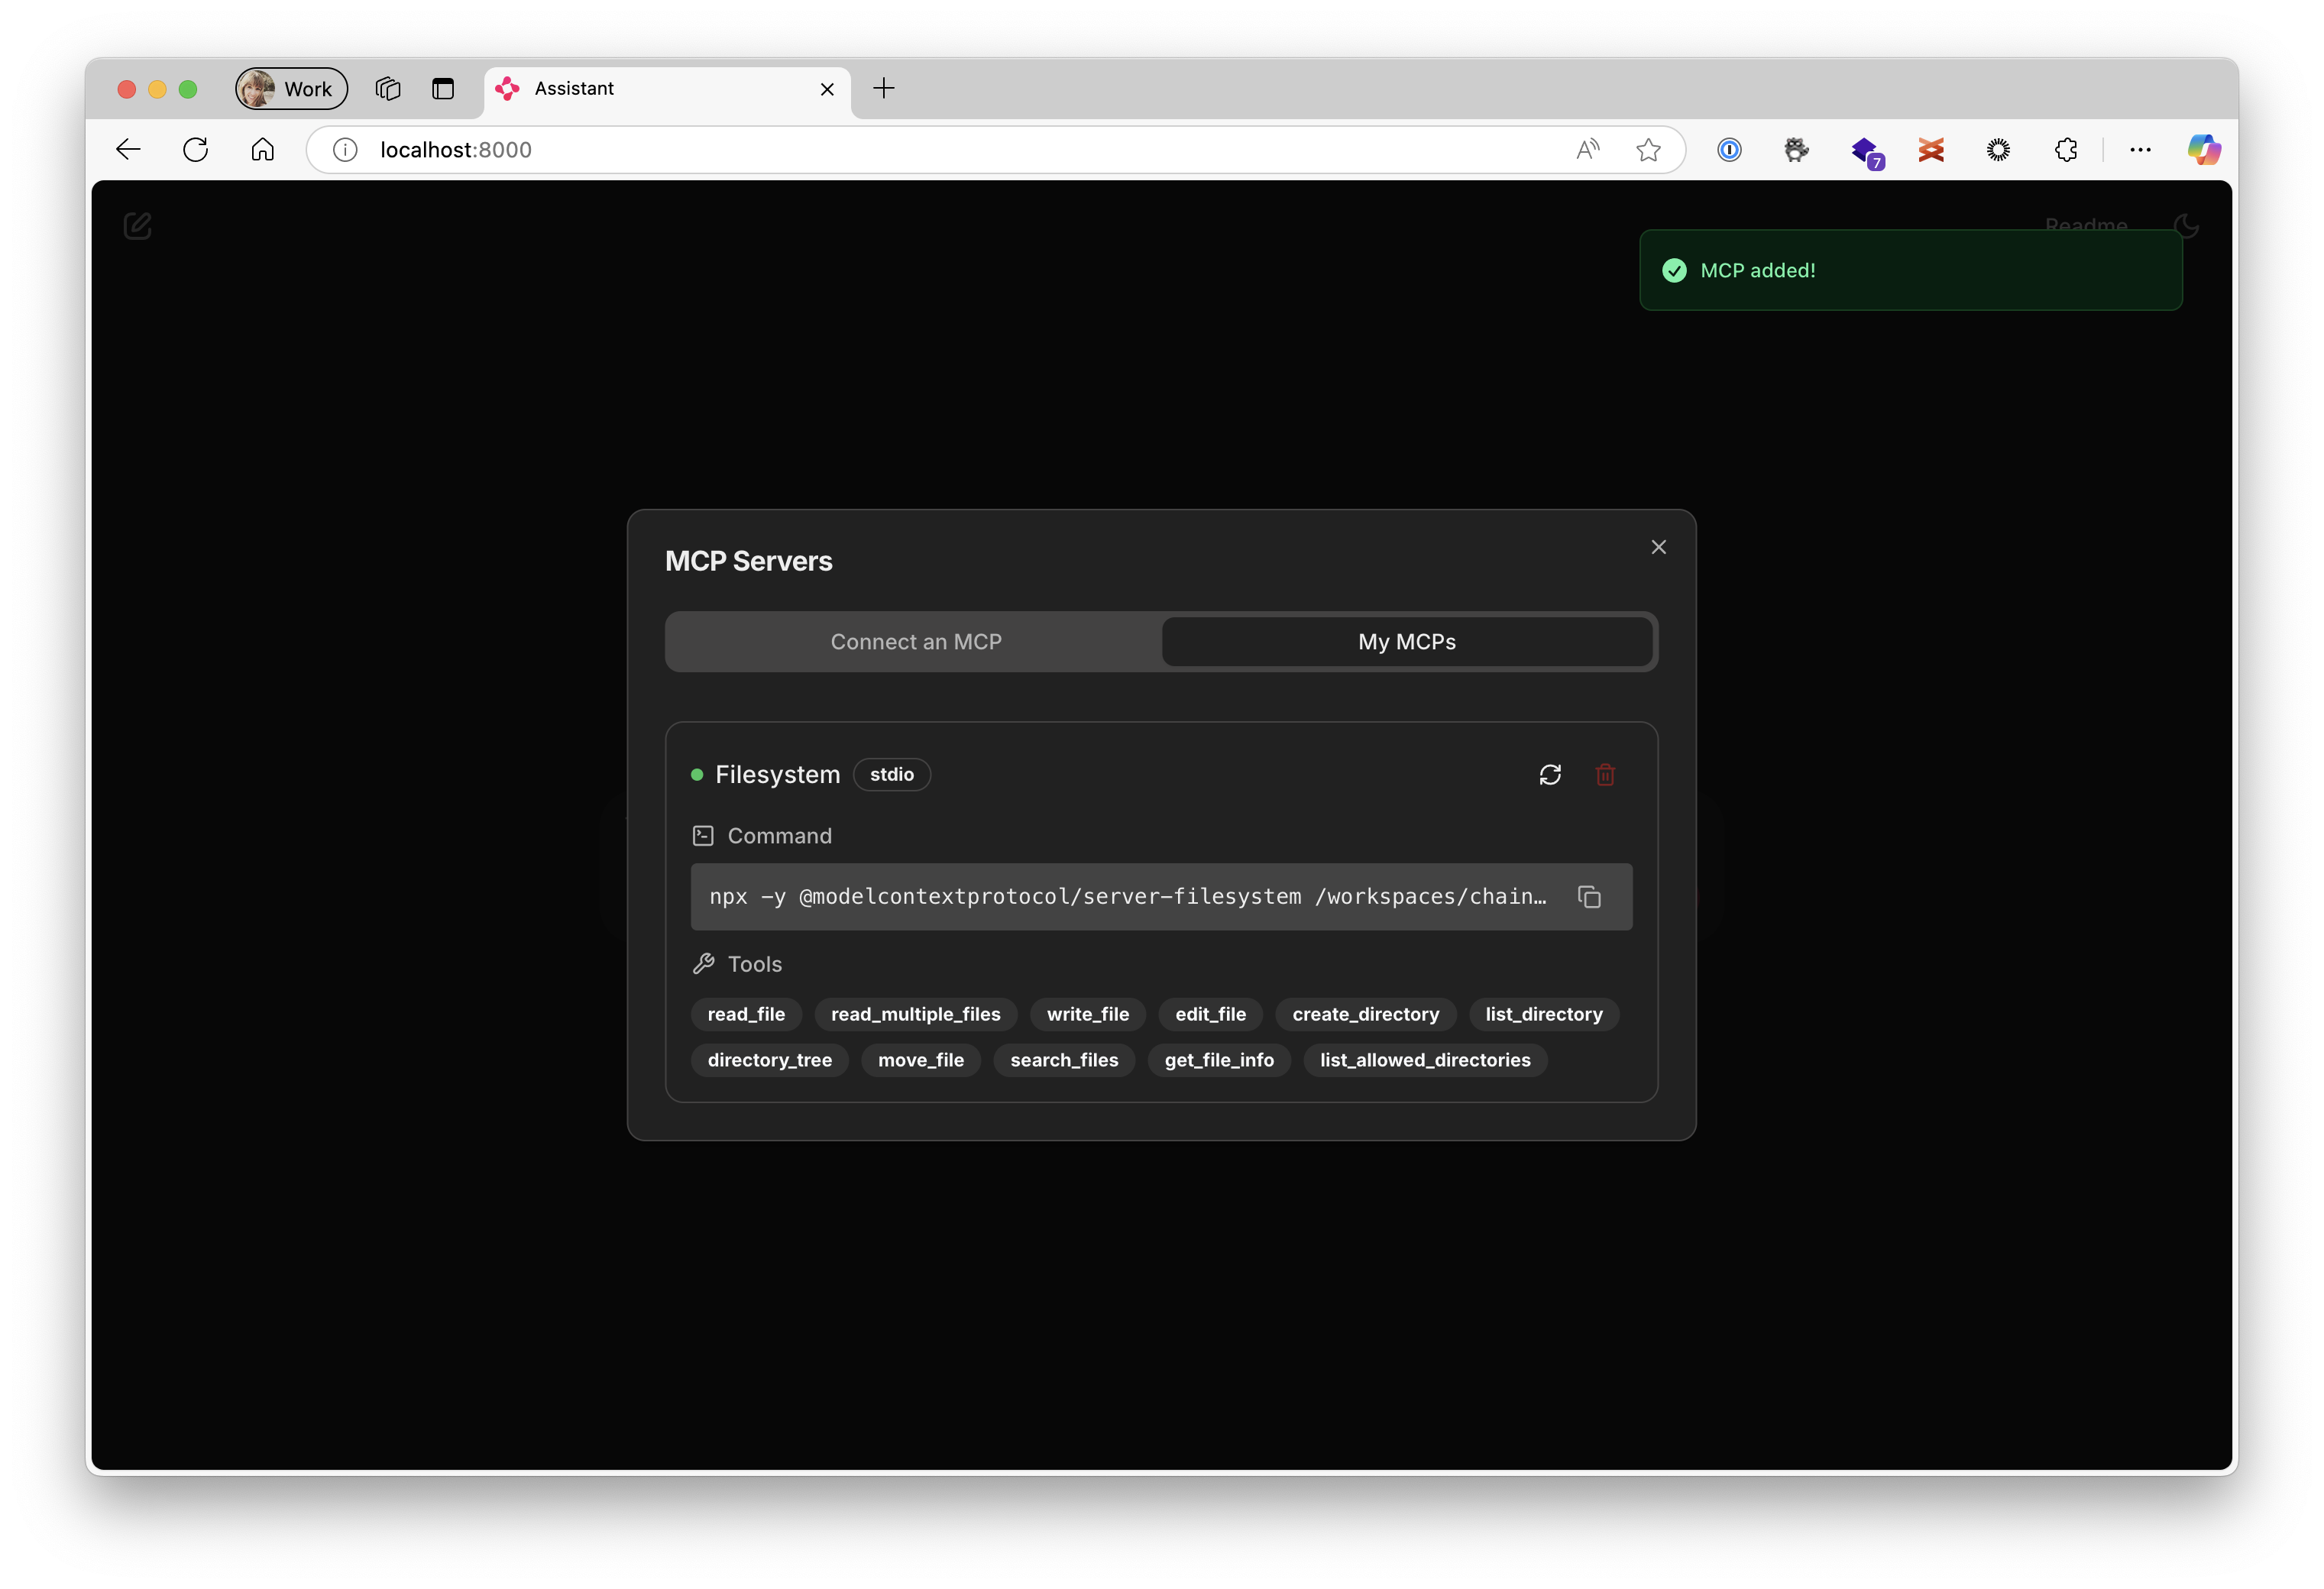 Work
Assistant
localhost:8000
7
Readme
MCP added!
MCP Servers
Connect an MCP
My MCPs
Filesystem
stdio
Command
npx -y @modelcontextprotocol/server-filesystem /workspaces/chain…
Tools
read_file read_multiple_files write_file edit_file create_directory list_directory
directory_tree move_file search_files get_file_info list_allowed_directories